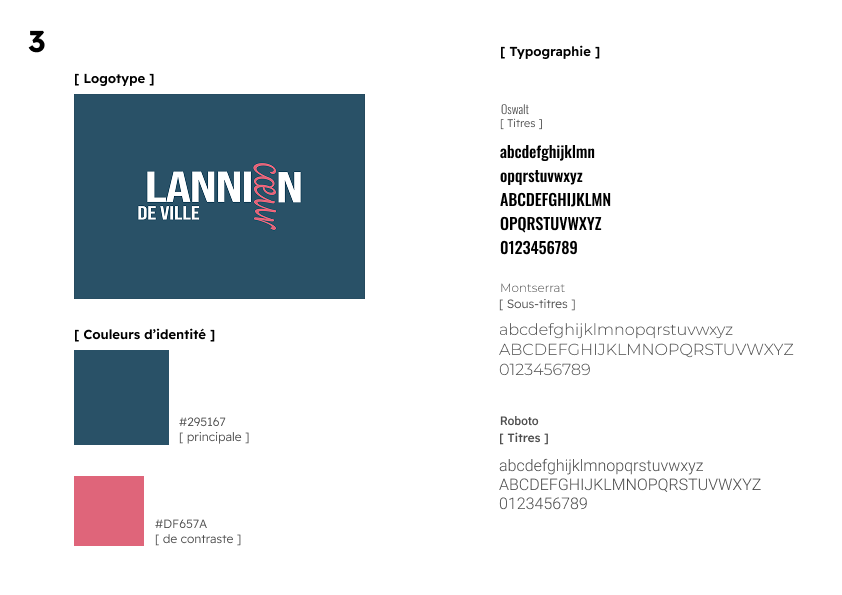 3
[ Logotype ]
LANNION
cœur
DE VILLE
[ Couleurs d'identité ]
#295167
[ principale ]
#DF657A
[ de contraste ]
[ Typographie ]
Oswalt
[ Titres ]
abcdefghijklmn
opqrstuvwxyz
ABCDEFGHIJKLMN
OPQRSTUVWXYZ
0123456789
Montserrat
[ Sous-titres ]
abcdefghijklmnopqrstuvwxyz
ABCDEFGHIJKLMNOPQRSTUVWXYZ
0123456789
Roboto
[ Titres ]
abcdefghijklmnopqrstuvwxyz
ABCDEFGHIJKLMNOPQRSTUVWXYZ
0123456789